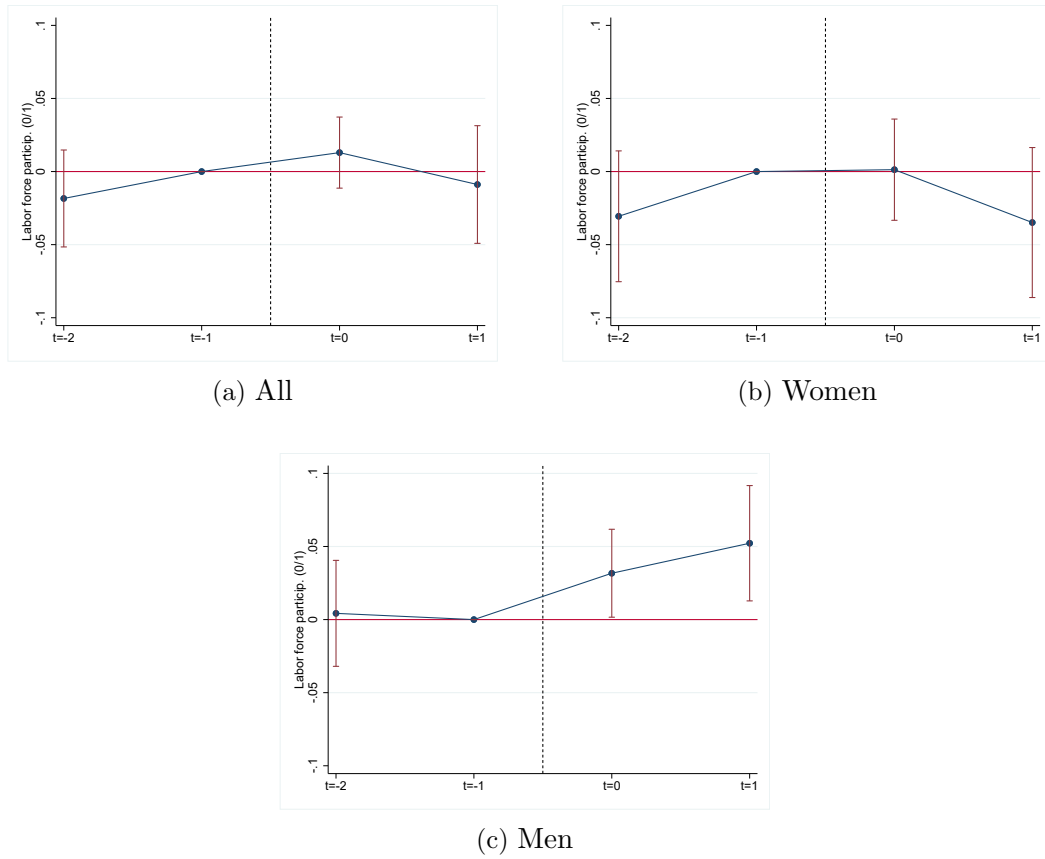 Labor force particip. (0/1)
.1
.05
0
-.05
-.1
t=-2
t=-1
t=0
t=1
(a) All
Labor force particip. (0/1)
.1
.05
0
-.05
-.1
t=-2
t=-1
t=0
t=1
(b) Women
Labor force particip. (0/1)
.1
.05
0
-.05
-.1
t=-2
t=-1
t=0
t=1
(c) Men